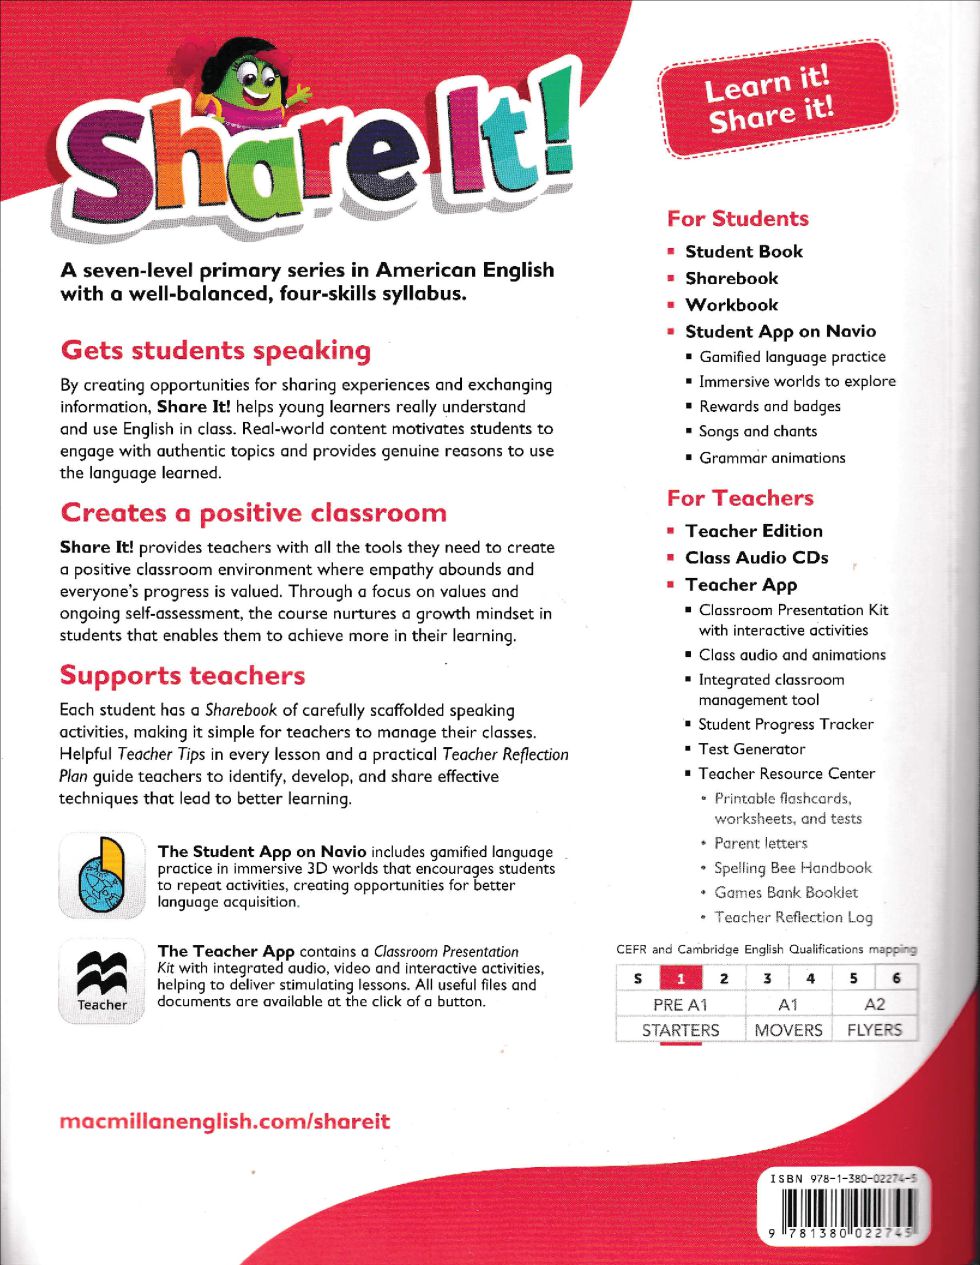 Share It!
Learn it!
Share it!
A seven-level primary series in American English
with a well-balanced, four-skills syllabus.
Gets students speaking
By creating opportunities for sharing experiences and exchanging
information, Share It! helps young learners really understand
and use English in class. Real-world content motivates students to
engage with authentic topics and provides genuine reasons to use
the language learned.
Creates a positive classroom
Share It! provides teachers with all the tools they need to create
a positive classroom environment where empathy abounds and
everyone's progress is valued. Through a focus on values and
ongoing self-assessment, the course nurtures a growth mindset in
students that enables them to achieve more in their learning.
Supports teachers
Each student has a Sharebook of carefully scaffolded speaking
activities, making it simple for teachers to manage their classes.
Helpful Teacher Tips in every lesson and a practical Teacher Reflection
Plan guide teachers to identify, develop, and share effective
techniques that lead to better learning.
The Student App on Navio includes gamified language
practice in immersive 3D worlds that encourages students
to repeat activities, creating opportunities for better
language acquisition.
Teacher
The Teacher App contains a Classroom Presentation
Kit with integrated audio, video and interactive activities,
helping to deliver stimulating lessons. All useful files and
documents are available at the click of a button.
macmillanenglish.com/shareit
For Students
▪ Student Book
▪ Sharebook
▪ Workbook
▪ Student App on Navio
▪ Gamified language practice
▪ Immersive worlds to explore
▪ Rewards and badges
▪ Songs and chants
▪ Grammar animations
For Teachers
▪ Teacher Edition
▪ Class Audio CDs
▪ Teacher App
▪ Classroom Presentation Kit
with interactive activities
▪ Class audio and animations
▪ Integrated classroom
management tool
▪ Student Progress Tracker
▪ Test Generator
▪ Teacher Resource Center
• Printable flashcards,
worksheets, and tests
• Parent letters
• Spelling Bee Handbook
• Games Bank Booklet
• Teacher Reflection Log
CEFR and Cambridge English Qualifications mapping
S 1 2 3 4 5 6
PRE A1 A1 A2
STARTERS MOVERS FLYERS
ISBN 978-1-380-02274-5
9 781380 022745